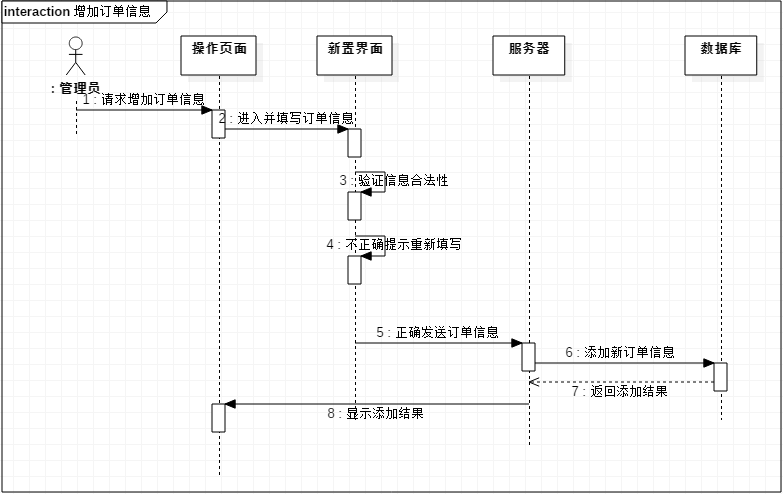 interaction 增加订单信息
操作页面
新置界面
服务器
数据库
: 管理员
1 : 请求增加订单信息
2 : 进入并填写订单信息
3 : 验证信息合法性
4 : 不正确提示重新填写
5 : 正确发送订单信息
6 : 添加新订单信息
7 : 返回添加结果
8 : 显示添加结果